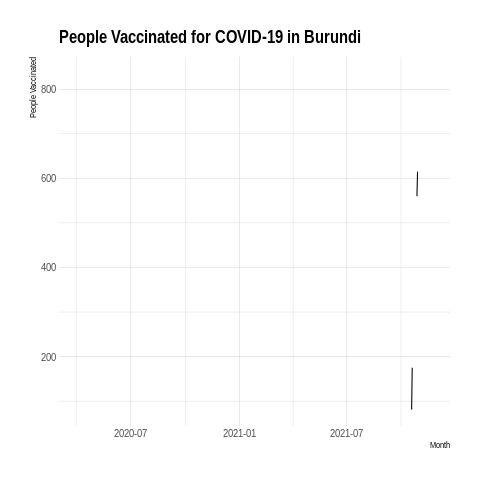 People Vaccinated for COVID-19 in Burundi
People Vaccinated
800
600
400
200
2020-07 2021-01 2021-07
Month